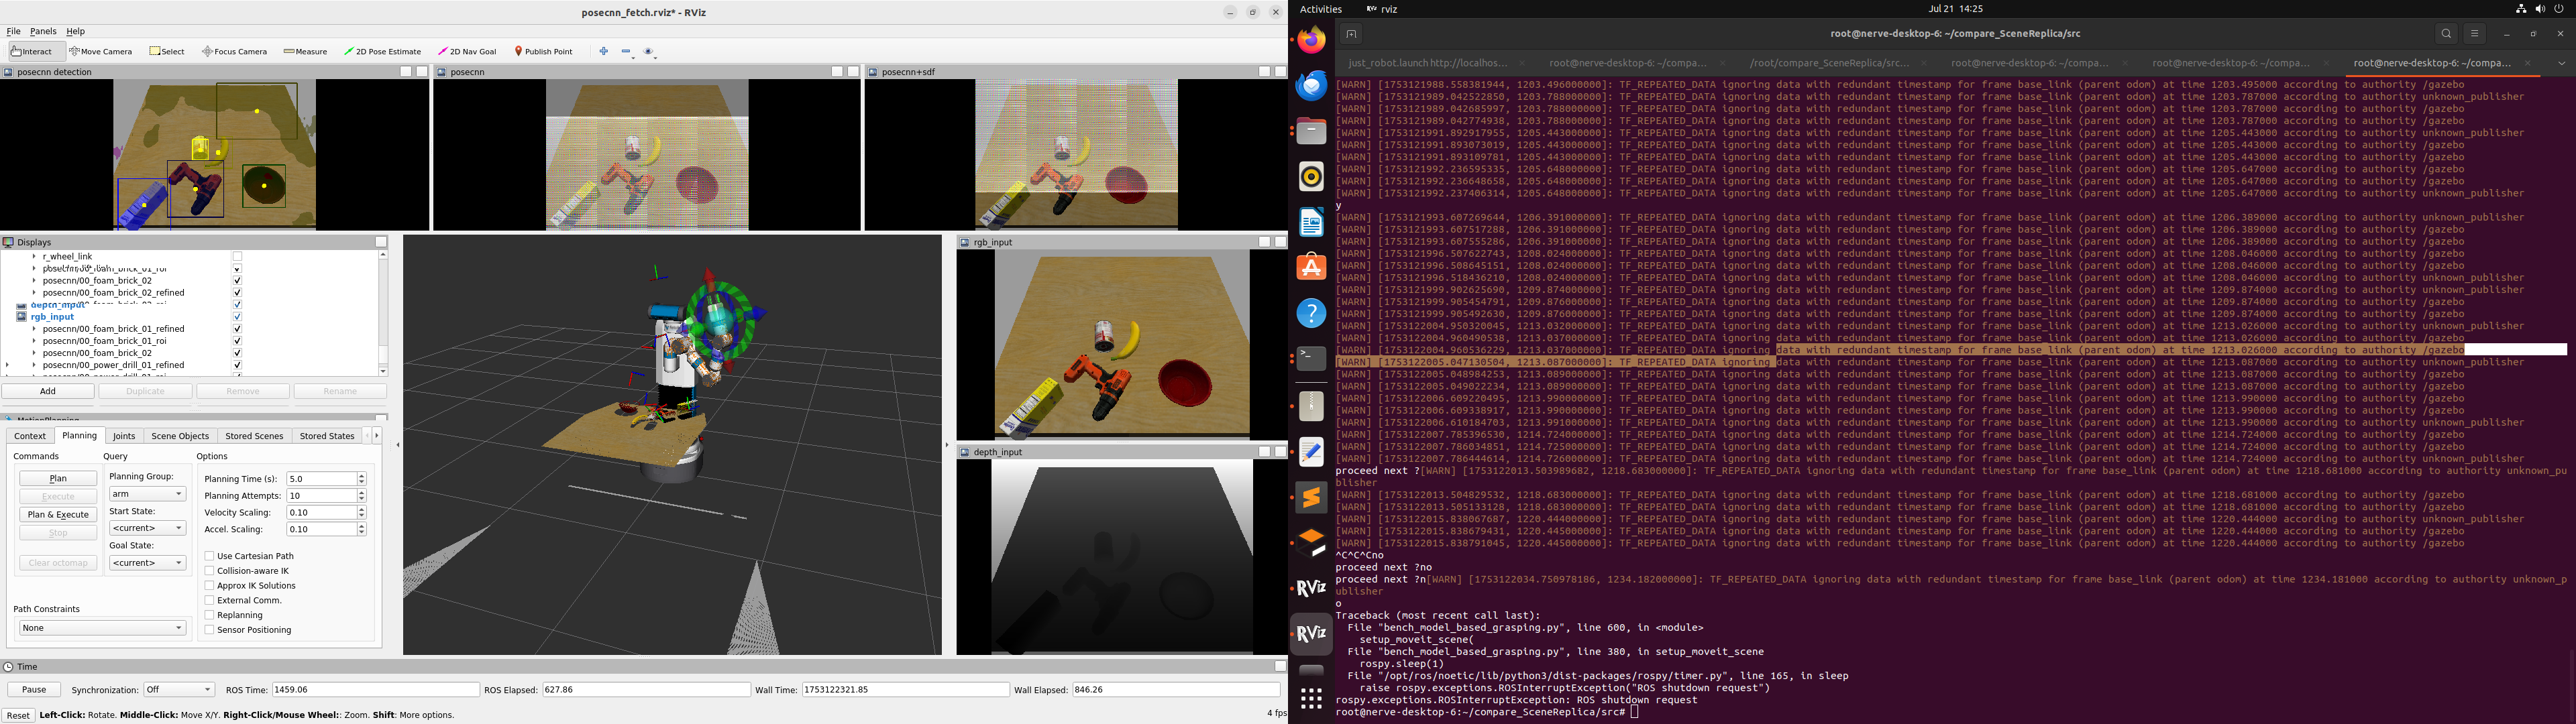 posecnn_fetch.rviz* - RViz
File Panels Help
Interact Move Camera Select Focus Camera Measure 2D Pose Estimate 2D Nav Goal Publish Point
posecnn detection
posecnn
posecnn+sdf
Displays
r_wheel_link
posecnn/00_foam_brick_02
posecnn/00_foam_brick_02_refined
rgb_input
posecnn/00_foam_brick_01_refined
posecnn/00_foam_brick_01_roi
posecnn/00_foam_brick_02
posecnn/00_power_drill_01_refined
Add Duplicate Remove Rename
Context Planning Joints Scene Objects Stored Scenes Stored States
Commands
Plan
Execute
Plan & Execute
Stop
Clear octomap
Query
Planning Group:
arm
Start State:
<current>
Goal State:
<current>
Options
Planning Time (s): 5.0
Planning Attempts: 10
Velocity Scaling: 0.10
Accel. Scaling: 0.10
Use Cartesian Path
Collision-aware IK
Approx IK Solutions
External Comm.
Replanning
Sensor Positioning
Path Constraints
None
rgb_input
depth_input
Time
Pause Synchronization: Off ROS Time: 1459.06 ROS Elapsed: 627.86 Wall Time: 1753122321.85 Wall Elapsed: 846.26
Reset Left-Click: Rotate. Middle-Click: Move X/Y. Right-Click/Mouse Wheel:: Zoom. Shift: More options. 4 fps
Activities rviz Jul 21 14:25
root@nerve-desktop-6: ~/compare_SceneReplica/src
just_robot.launch http://localhos... root@nerve-desktop-6: ~/compa... /root/compare_SceneReplica/src... root@nerve-desktop-6: ~/compa... root@nerve-desktop-6: ~/compa... root@nerve-desktop-6: ~/compa...
[WARN] [1753121988.558381944, 1203.496000000]: TF_REPEATED_DATA ignoring data with redundant timestamp for frame base_link (parent odom) at time 1203.495000 according to authority /gazebo
[WARN] [1753121989.042522850, 1203.788000000]: TF_REPEATED_DATA ignoring data with redundant timestamp for frame base_link (parent odom) at time 1203.787000 according to authority unknown_publisher
[WARN] [1753121989.042685997, 1203.788000000]: TF_REPEATED_DATA ignoring data with redundant timestamp for frame base_link (parent odom) at time 1203.787000 according to authority /gazebo
[WARN] [1753121989.042774938, 1203.788000000]: TF_REPEATED_DATA ignoring data with redundant timestamp for frame base_link (parent odom) at time 1203.787000 according to authority /gazebo
[WARN] [1753121991.892917955, 1205.443000000]: TF_REPEATED_DATA ignoring data with redundant timestamp for frame base_link (parent odom) at time 1205.443000 according to authority unknown_publisher
[WARN] [1753121991.893073019, 1205.443000000]: TF_REPEATED_DATA ignoring data with redundant timestamp for frame base_link (parent odom) at time 1205.443000 according to authority /gazebo
[WARN] [1753121991.893109781, 1205.443000000]: TF_REPEATED_DATA ignoring data with redundant timestamp for frame base_link (parent odom) at time 1205.443000 according to authority /gazebo
[WARN] [1753121992.236595335, 1205.648000000]: TF_REPEATED_DATA ignoring data with redundant timestamp for frame base_link (parent odom) at time 1205.647000 according to authority /gazebo
[WARN] [1753121992.236648658, 1205.648000000]: TF_REPEATED_DATA ignoring data with redundant timestamp for frame base_link (parent odom) at time 1205.647000 according to authority /gazebo
[WARN] [1753121992.237406314, 1205.648000000]: TF_REPEATED_DATA ignoring data with redundant timestamp for frame base_link (parent odom) at time 1205.647000 according to authority unknown_publisher
y
[WARN] [1753121993.607269644, 1206.391000000]: TF_REPEATED_DATA ignoring data with redundant timestamp for frame base_link (parent odom) at time 1206.389000 according to authority unknown_publisher
[WARN] [1753121993.607517288, 1206.391000000]: TF_REPEATED_DATA ignoring data with redundant timestamp for frame base_link (parent odom) at time 1206.389000 according to authority /gazebo
[WARN] [1753121993.607555286, 1206.391000000]: TF_REPEATED_DATA ignoring data with redundant timestamp for frame base_link (parent odom) at time 1206.389000 according to authority /gazebo
[WARN] [1753121996.507622743, 1208.024000000]: TF_REPEATED_DATA ignoring data with redundant timestamp for frame base_link (parent odom) at time 1208.046000 according to authority /gazebo
[WARN] [1753121996.508645151, 1208.024000000]: TF_REPEATED_DATA ignoring data with redundant timestamp for frame base_link (parent odom) at time 1208.046000 according to authority /gazebo
[WARN] [1753121996.518436210, 1208.024000000]: TF_REPEATED_DATA ignoring data with redundant timestamp for frame base_link (parent odom) at time 1208.046000 according to authority unknown_publisher
[WARN] [1753121999.902625690, 1209.874000000]: TF_REPEATED_DATA ignoring data with redundant timestamp for frame base_link (parent odom) at time 1209.874000 according to authority unknown_publisher
[WARN] [1753121999.905454791, 1209.876000000]: TF_REPEATED_DATA ignoring data with redundant timestamp for frame base_link (parent odom) at time 1209.874000 according to authority /gazebo
[WARN] [1753121999.905492630, 1209.876000000]: TF_REPEATED_DATA ignoring data with redundant timestamp for frame base_link (parent odom) at time 1209.874000 according to authority /gazebo
[WARN] [1753122004.950320045, 1213.032000000]: TF_REPEATED_DATA ignoring data with redundant timestamp for frame base_link (parent odom) at time 1213.026000 according to authority unknown_publisher
[WARN] [1753122004.960490538, 1213.037000000]: TF_REPEATED_DATA ignoring data with redundant timestamp for frame base_link (parent odom) at time 1213.026000 according to authority /gazebo
[WARN] [1753122004.960536229, 1213.037000000]: TF_REPEATED_DATA ignoring data with redundant timestamp for frame base_link (parent odom) at time 1213.026000 according to authority /gazebo
[WARN] [1753122005.047130504, 1213.087000000]: TF_REPEATED_DATA ignoring data with redundant timestamp for frame base_link (parent odom) at time 1213.087000 according to authority unknown_publisher
[WARN] [1753122005.048984253, 1213.089000000]: TF_REPEATED_DATA ignoring data with redundant timestamp for frame base_link (parent odom) at time 1213.087000 according to authority /gazebo
[WARN] [1753122005.049022234, 1213.089000000]: TF_REPEATED_DATA ignoring data with redundant timestamp for frame base_link (parent odom) at time 1213.087000 according to authority /gazebo
[WARN] [1753122006.609220495, 1213.990000000]: TF_REPEATED_DATA ignoring data with redundant timestamp for frame base_link (parent odom) at time 1213.990000 according to authority /gazebo
[WARN] [1753122006.609338917, 1213.990000000]: TF_REPEATED_DATA ignoring data with redundant timestamp for frame base_link (parent odom) at time 1213.990000 according to authority /gazebo
[WARN] [1753122006.610184703, 1213.991000000]: TF_REPEATED_DATA ignoring data with redundant timestamp for frame base_link (parent odom) at time 1213.990000 according to authority unknown_publisher
[WARN] [1753122007.785396530, 1214.724000000]: TF_REPEATED_DATA ignoring data with redundant timestamp for frame base_link (parent odom) at time 1214.724000 according to authority /gazebo
[WARN] [1753122007.786034851, 1214.725000000]: TF_REPEATED_DATA ignoring data with redundant timestamp for frame base_link (parent odom) at time 1214.724000 according to authority /gazebo
[WARN] [1753122007.786444614, 1214.726000000]: TF_REPEATED_DATA ignoring data with redundant timestamp for frame base_link (parent odom) at time 1214.724000 according to authority unknown_publisher
proceed next ?[WARN] [1753122013.503989682, 1218.683000000]: TF_REPEATED_DATA ignoring data with redundant timestamp for frame base_link (parent odom) at time 1218.681000 according to authority unknown_pu
blisher
[WARN] [1753122013.504829532, 1218.683000000]: TF_REPEATED_DATA ignoring data with redundant timestamp for frame base_link (parent odom) at time 1218.681000 according to authority /gazebo
[WARN] [1753122013.505133128, 1218.683000000]: TF_REPEATED_DATA ignoring data with redundant timestamp for frame base_link (parent odom) at time 1218.681000 according to authority /gazebo
[WARN] [1753122015.838067687, 1220.444000000]: TF_REPEATED_DATA ignoring data with redundant timestamp for frame base_link (parent odom) at time 1220.444000 according to authority unknown_publisher
[WARN] [1753122015.838679431, 1220.445000000]: TF_REPEATED_DATA ignoring data with redundant timestamp for frame base_link (parent odom) at time 1220.444000 according to authority /gazebo
[WARN] [1753122015.838791045, 1220.445000000]: TF_REPEATED_DATA ignoring data with redundant timestamp for frame base_link (parent odom) at time 1220.444000 according to authority /gazebo
^C^C^C^Cno
proceed next ?no
proceed next ?n[WARN] [1753122034.750978186, 1234.182000000]: TF_REPEATED_DATA ignoring data with redundant timestamp for frame base_link (parent odom) at time 1234.181000 according to authority unknown_p
ublisher
o
Traceback (most recent call last):
File "bench_model_based_grasping.py", line 600, in <module>
setup_moveit_scene(
File "bench_model_based_grasping.py", line 380, in setup_moveit_scene
rospy.sleep(1)
File "/opt/ros/noetic/lib/python3/dist-packages/rospy/timer.py", line 165, in sleep
raise rospy.exceptions.ROSInterruptException("ROS shutdown request")
rospy.exceptions.ROSInterruptException: ROS shutdown request
root@nerve-desktop-6:~/compare_SceneReplica/src#